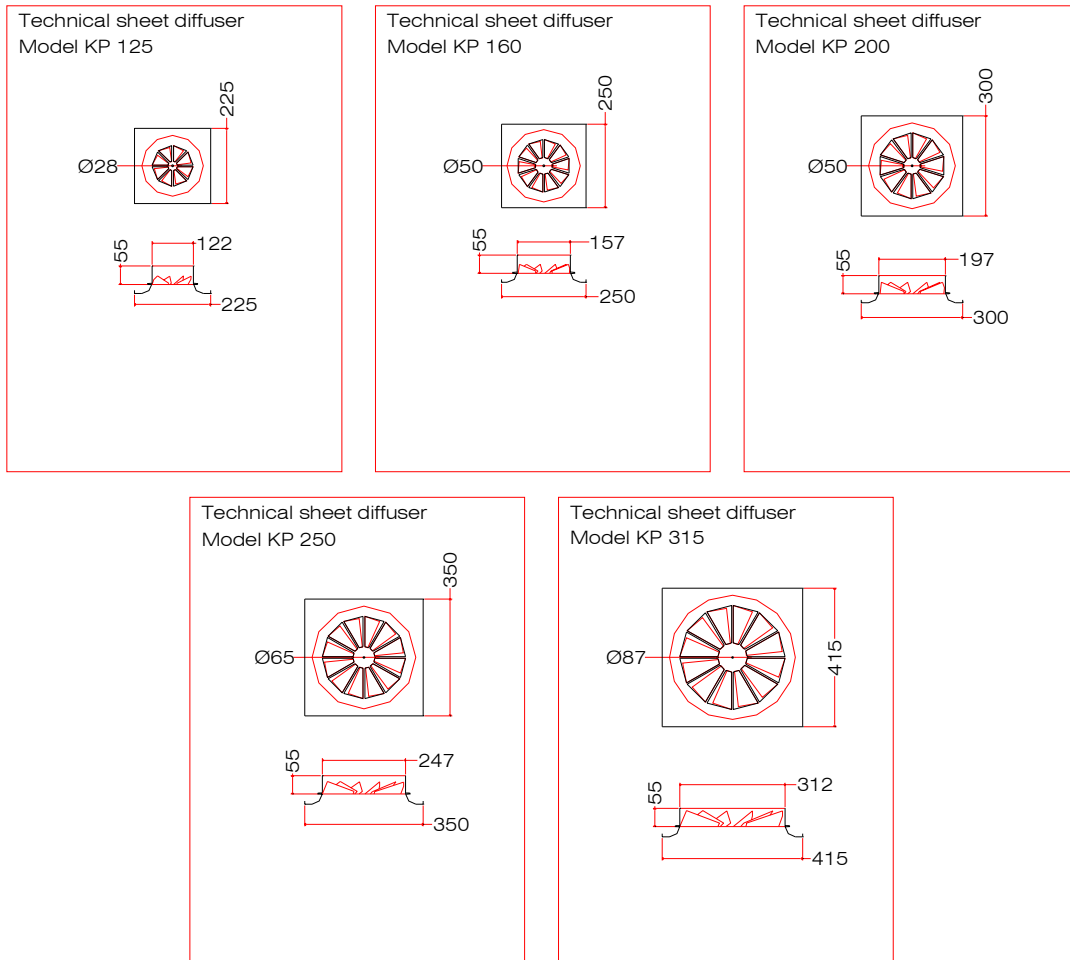 Technical sheet diffuser
Model KP 125
225
Ø28
55
122
225
Technical sheet diffuser
Model KP 160
250
Ø50
55
157
250
Technical sheet diffuser
Model KP 200
300
Ø50
55
197
300
Technical sheet diffuser
Model KP 250
350
Ø65
55
247
350
Technical sheet diffuser
Model KP 315
Ø87
415
55
312
415